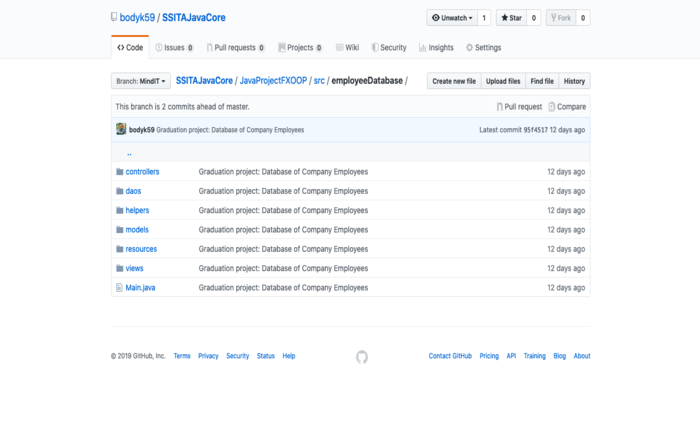 bodyk59 / SSITAJavaCore
Unwatch 1 Star 0 Fork 0
Code Issues 0 Pull requests 0 Projects 0 Wiki Security Insights Settings
Branch: MindIT SSITAJavaCore / JavaProjectFXOOP / src / employeeDatabase / Create new file Upload files Find file History
This branch is 2 commits ahead of master. Pull request Compare
bodyk59 Graduation project: Database of Company Employees Latest commit 95f4517 12 days ago
..
controllers Graduation project: Database of Company Employees 12 days ago
daos Graduation project: Database of Company Employees 12 days ago
helpers Graduation project: Database of Company Employees 12 days ago
models Graduation project: Database of Company Employees 12 days ago
resources Graduation project: Database of Company Employees 12 days ago
views Graduation project: Database of Company Employees 12 days ago
Main.java Graduation project: Database of Company Employees 12 days ago
© 2019 GitHub, Inc. Terms Privacy Security Status Help Contact GitHub Pricing API Training Blog About